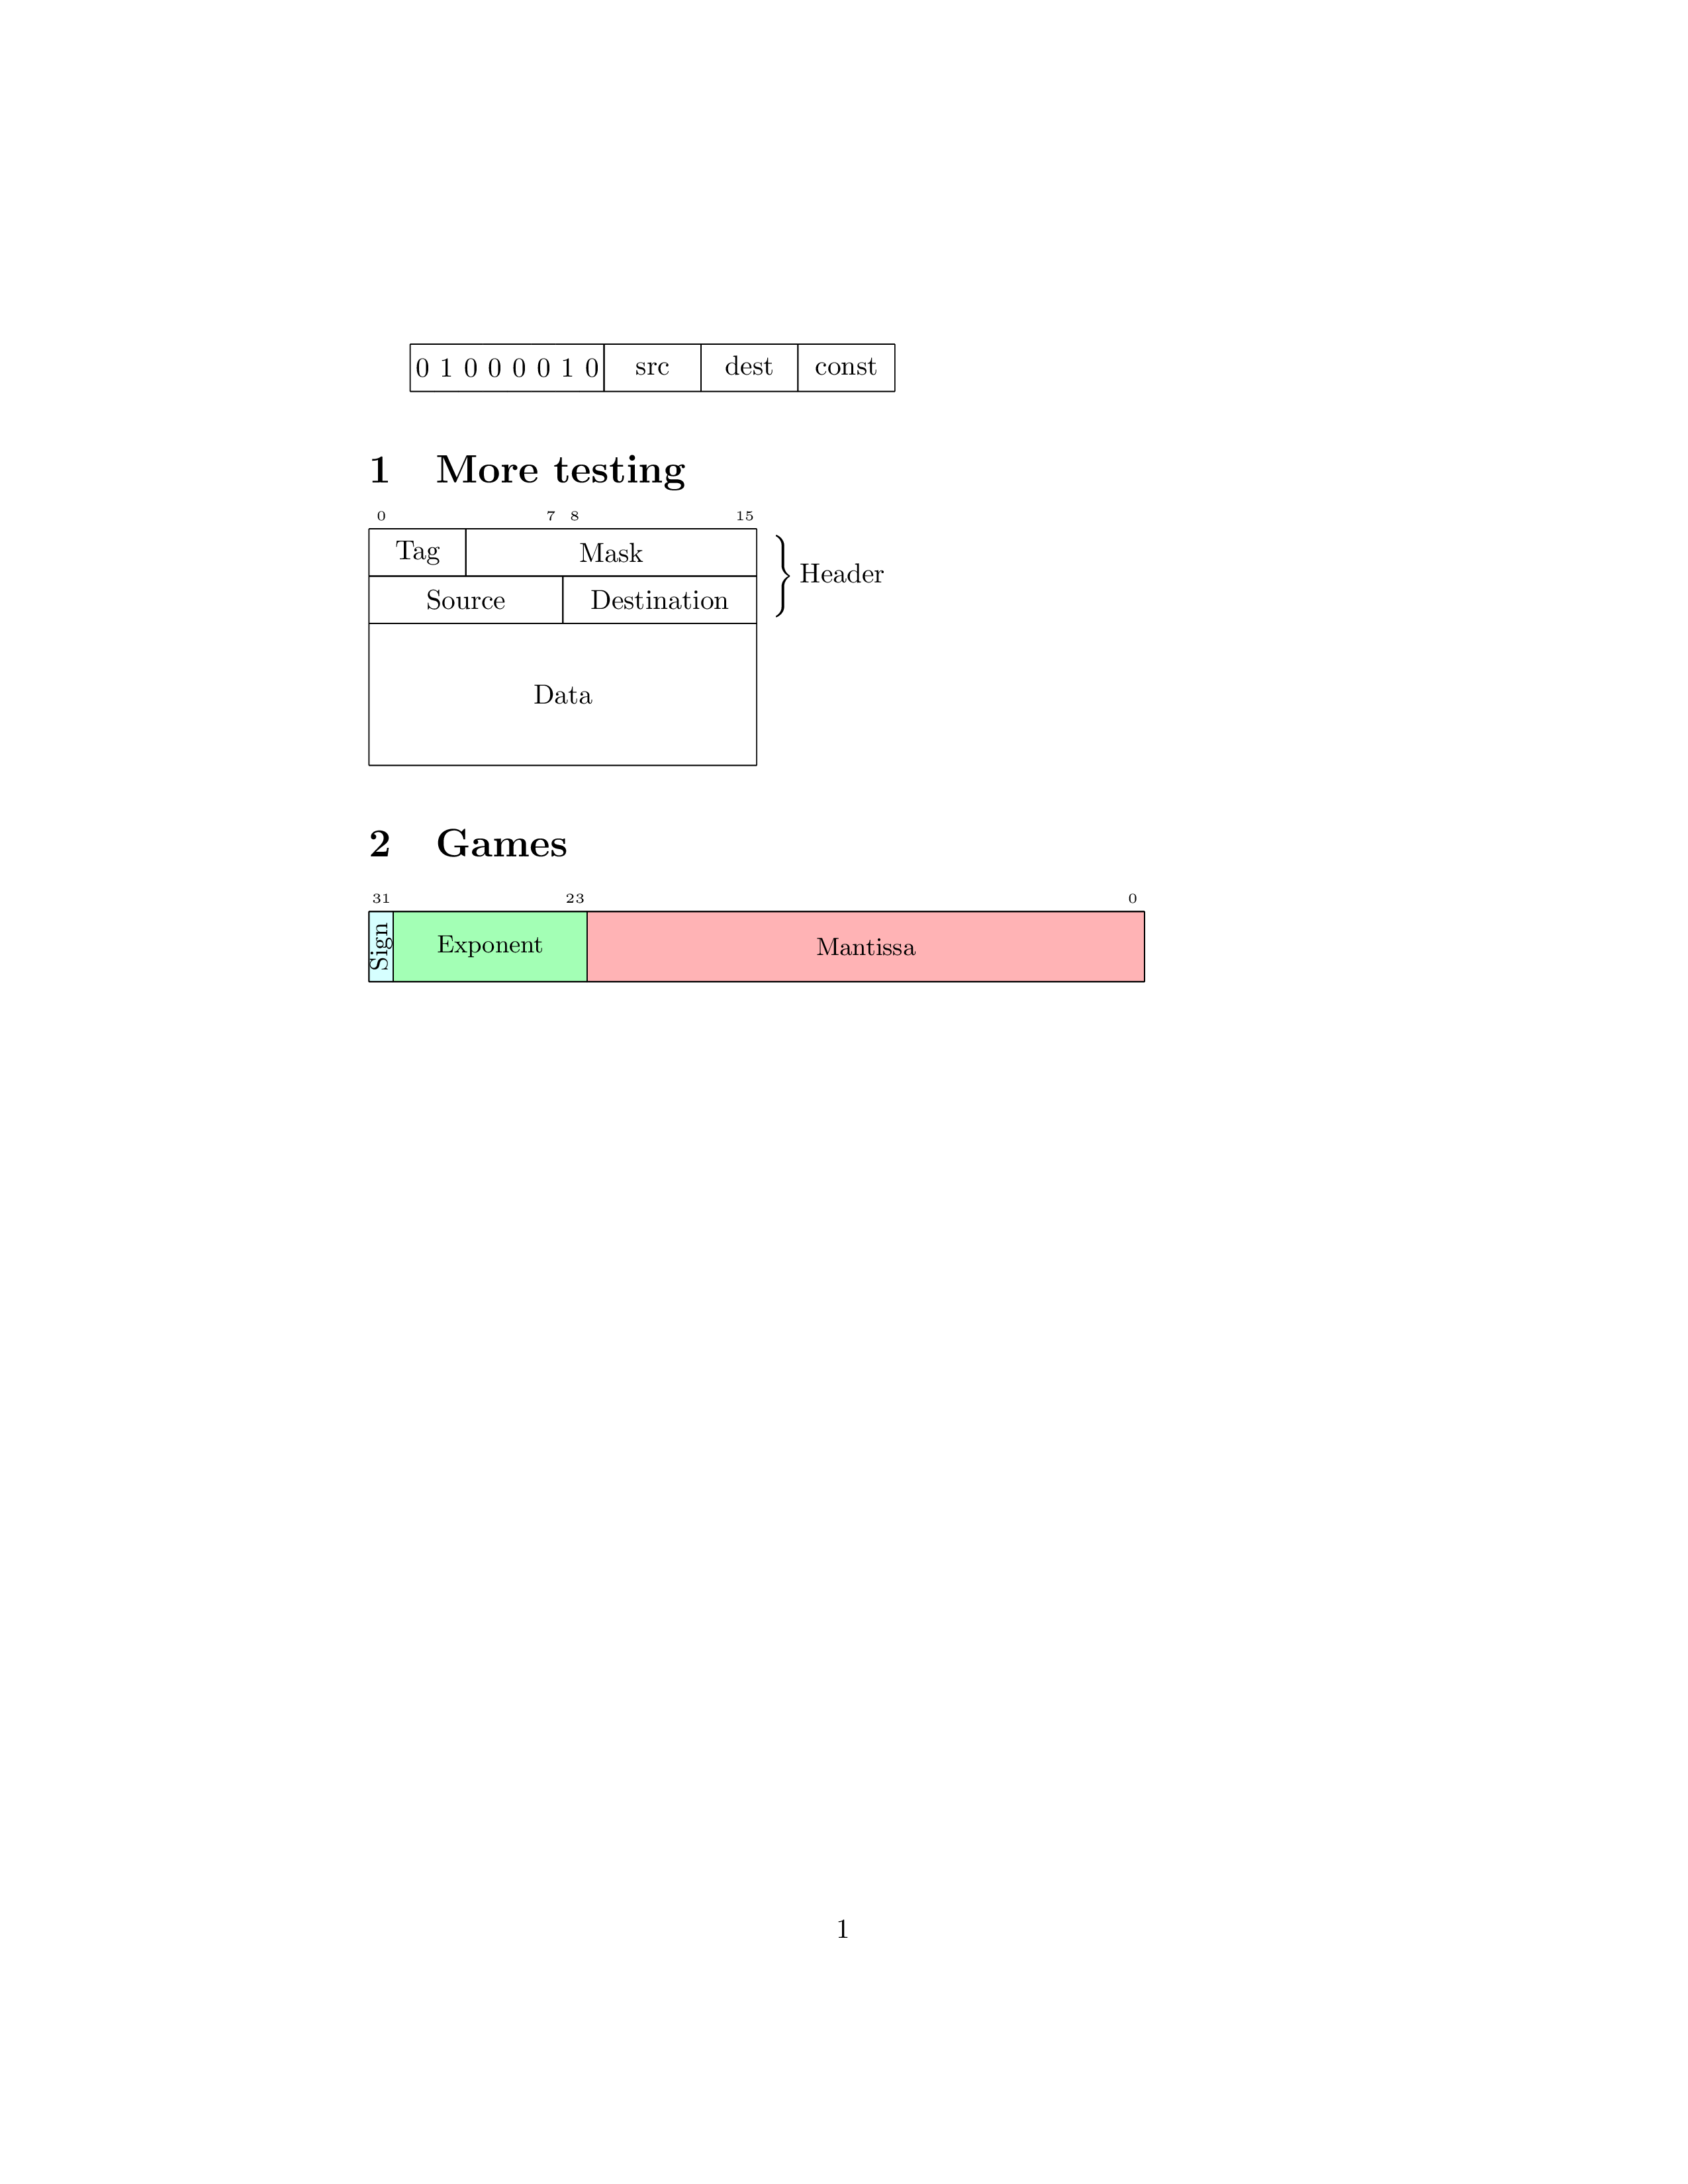 0 1 0 0 0 0 1 0 src dest const
1 More testing
0 7 8 15
Tag Mask
Header
Source Destination
Data
2 Games
31 23 0
Sign Exponent Mantissa
1